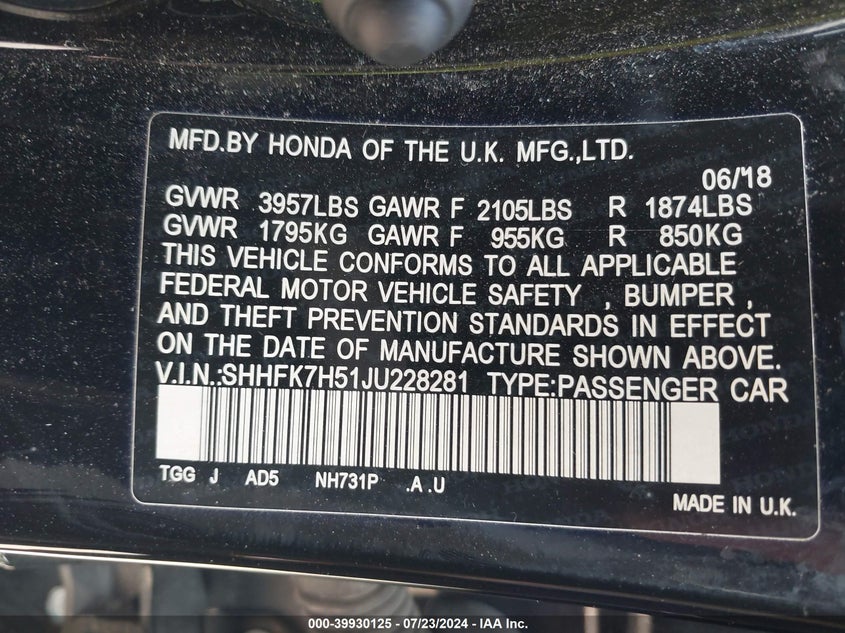 MFD.BY HONDA OF THE U.K. MFG.,LTD.
06/18
GVWR 3957LBS GAWR F 2105LBS R 1874LBS
GVWR 1795KG GAWR F 955KG R 850KG
THIS VEHICLE CONFORMS TO ALL APPLICABLE
FEDERAL MOTOR VEHICLE SAFETY , BUMPER ,
AND THEFT PREVENTION STANDARDS IN EFFECT
ON THE DATE OF MANUFACTURE SHOWN ABOVE.
V.I.N.:SHHFK7H51JU228281 TYPE:PASSENGER CAR
TGG J AD5 NH731P .A .U
MADE IN U.K.
000-39930125 - 07/23/2024 - IAA Inc.